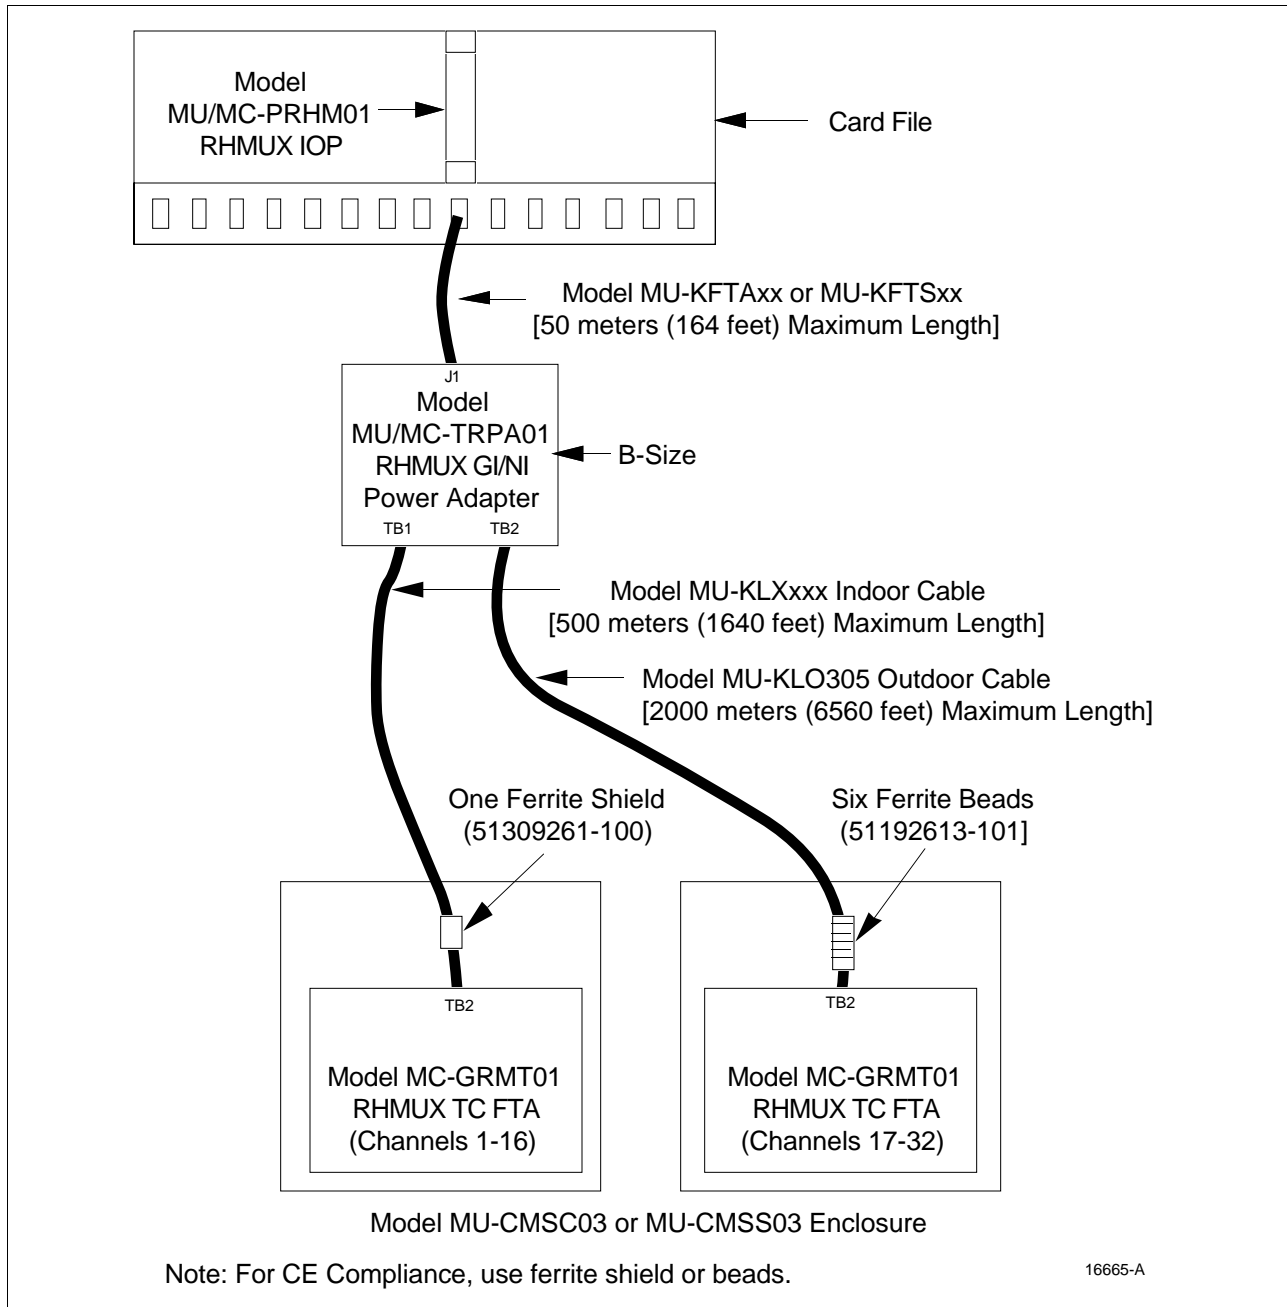 Model
MU/MC-PRHM01
RHMUX IOP
Card File
Model MU-KFTAxx or MU-KFTSxx
[50 meters (164 feet) Maximum Length]
J1
Model
MU/MC-TRPA01
RHMUX GI/NI
Power Adapter
B-Size
TB1
TB2
Model MU-KLXxxx Indoor Cable
[500 meters (1640 feet) Maximum Length]
Model MU-KLO305 Outdoor Cable
[2000 meters (6560 feet) Maximum Length]
One Ferrite Shield
(51309261-100)
Six Ferrite Beads
(51192613-101]
TB2
Model MC-GRMT01
RHMUX TC FTA
(Channels 1-16)
TB2
Model MC-GRMT01
RHMUX TC FTA
(Channels 17-32)
Model MU-CMSC03 or MU-CMSS03 Enclosure
Note: For CE Compliance, use ferrite shield or beads.
16665-A